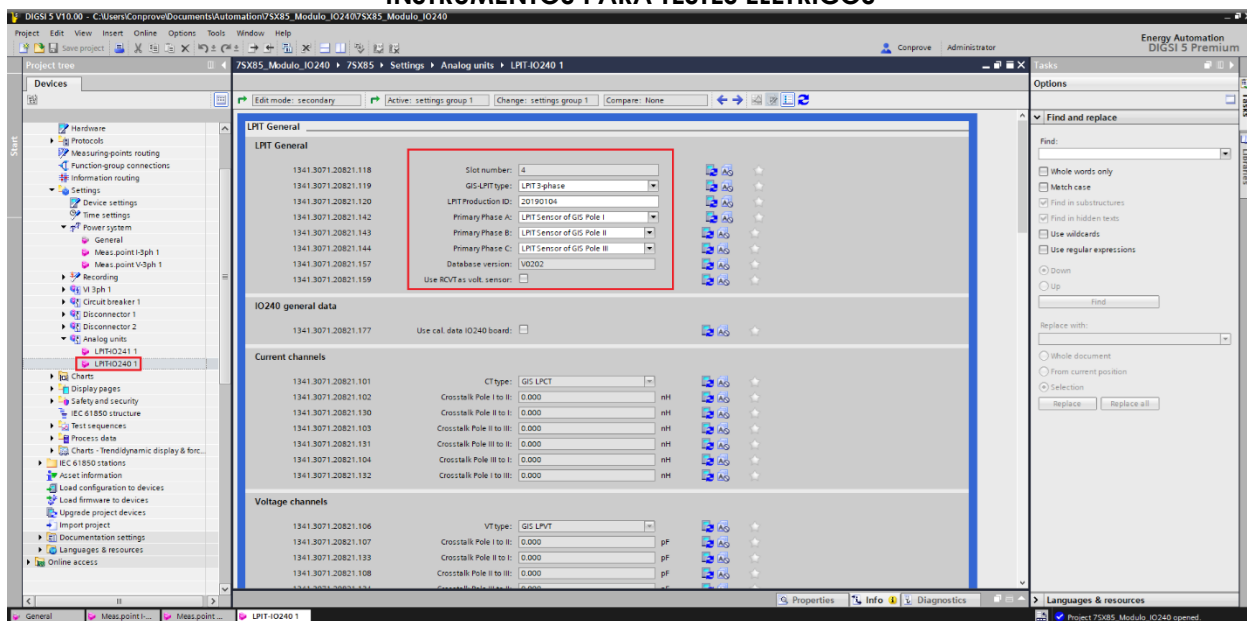 INSTRUMENTOS PARA TESTES ELÉTRICOS
DIGSI 5 V10.00 - C:\Users\Conprove\Documents\Automation\7SX85_Modulo_IO240\7SX85_Modulo_IO240
Project Edit View Insert Online Options Tools Window Help
Save project
Conprove Administrator
Energy Automation
DIGSI 5 Premium
Project tree
7SX85_Modulo_IO240 7SX85 Settings Analog units LPIT-IO240 1
Tasks
Devices
Options
Start
Edit mode: secondary
Active: settings group 1
Change: settings group 1
Compare: None
Tasks
Libraries
Hardware
Protocols
Measuring-points routing
Function-group connections
Information routing
Settings
Device settings
Time settings
Power system
General
Meas.point I-3ph 1
Meas.point V-3ph 1
Recording
VI 3ph 1
Circuit breaker 1
Disconnector 1
Disconnector 2
Analog units
LPIT-IO241 1
LPIT-IO240 1
Charts
Display pages
Safety and security
IEC 61850 structure
Test sequences
Process data
Charts - Trend/dynamic display & forc...
IEC 61850 stations
Asset information
Load configuration to devices
Load firmware to devices
Upgrade project devices
Import project
Documentation settings
Languages & resources
Online access
LPIT General
LPIT General
1341.3071.20821.118 Slot number: 4
1341.3071.20821.119 GIS-LPIT type: LPIT 3-phase
1341.3071.20821.120 LPIT Production ID: 20190104
1341.3071.20821.142 Primary Phase A: LPIT Sensor of GIS Pole I
1341.3071.20821.143 Primary Phase B: LPIT Sensor of GIS Pole II
1341.3071.20821.144 Primary Phase C: LPIT Sensor of GIS Pole III
1341.3071.20821.157 Database version: V0202
1341.3071.20821.159 Use RCVT as volt. sensor:
IO240 general data
1341.3071.20821.177 Use cal. data IO240 board:
Current channels
1341.3071.20821.101 CT type: GIS LPCT
1341.3071.20821.102 Crosstalk Pole I to II: 0.000 nH
1341.3071.20821.130 Crosstalk Pole II to I: 0.000 nH
1341.3071.20821.103 Crosstalk Pole II to III: 0.000 nH
1341.3071.20821.131 Crosstalk Pole III to II: 0.000 nH
1341.3071.20821.104 Crosstalk Pole III to I: 0.000 nH
1341.3071.20821.132 Crosstalk Pole I to III: 0.000 nH
Voltage channels
1341.3071.20821.106 VT type: GIS LPVT
1341.3071.20821.107 Crosstalk Pole I to II: 0.000 pF
1341.3071.20821.133 Crosstalk Pole II to I: 0.000 pF
1341.3071.20821.108 Crosstalk Pole II to III: 0.000 pF
Find and replace
Find:
Whole words only
Match case
Find in substructures
Find in hidden texts
Use wildcards
Use regular expressions
Down
Up
Find
Replace with:
Whole document
From current position
Selection
Replace Replace all
Properties Info Diagnostics
Languages & resources
General Meas.point I-... Meas.point ... LPIT-IO240 1
Project 7SX85_Modulo_IO240 opened.